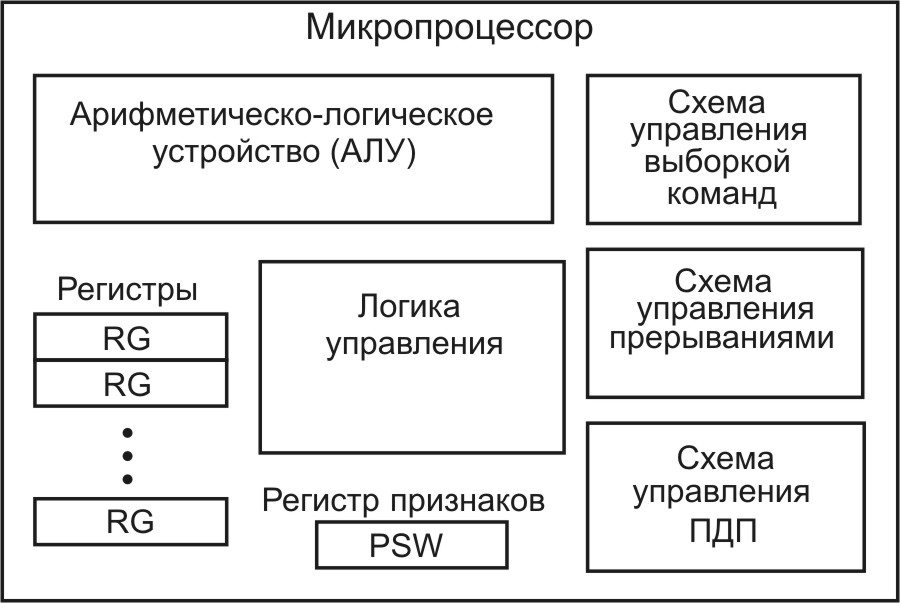 Микропроцессор
Арифметическо-логическое
устройство (АЛУ)
Схема
управления
выборкой
команд
Регистры
RG
RG
RG
Логика
управления
Схема
управления
прерываниями
Регистр признаков
PSW
Схема
управления
ПДП